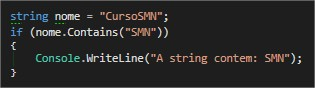 string nome = "CursoSMN";
if (nome.Contains("SMN"))
{
    Console.WriteLine("A string contem: SMN");
}